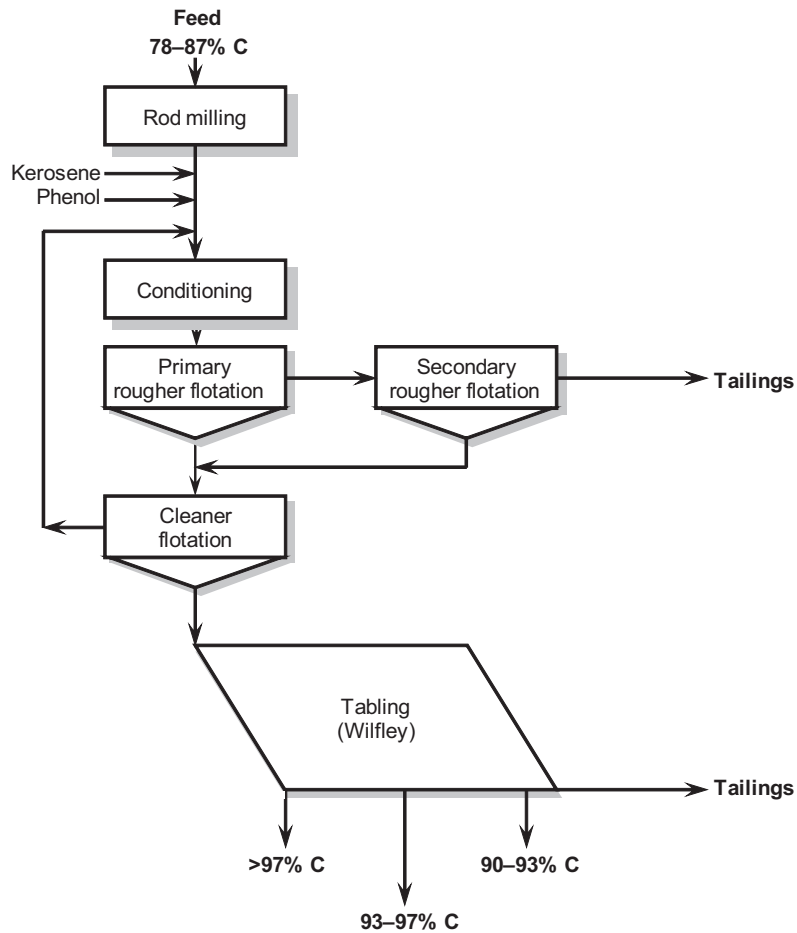 Feed
78–87% C
Rod milling
Kerosene
Phenol
Conditioning
Primary
rougher flotation
Secondary
rougher flotation
Tailings
Cleaner
flotation
Tabling
(Wilfley)
Tailings
>97% C
90–93% C
93–97% C